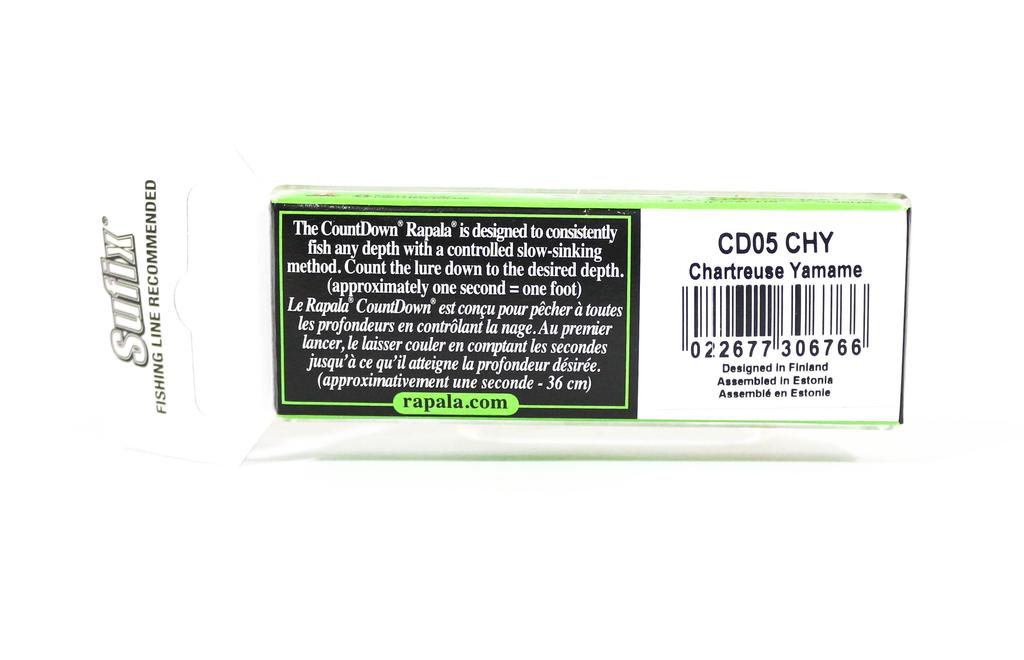 Sufix®
FISHING LINE RECOMMENDED
The CountDown® Rapala® is designed to consistently
fish any depth with a controlled slow-sinking
method. Count the lure down to the desired depth.
(approximately one second = one foot)
Le Rapala® CountDown® est conçu pour pêcher à toutes
les profondeurs en contrôlant la nage. Au premier
lancer, le laisser couler en comptant les secondes
jusqu'à ce qu'il atteigne la profondeur désirée.
(approximativement une seconde - 36 cm)
rapala.com
CD05 CHY
Chartreuse Yamame
022677 306766
Designed in Finland
Assembled in Estonia
Assemblé en Estonie